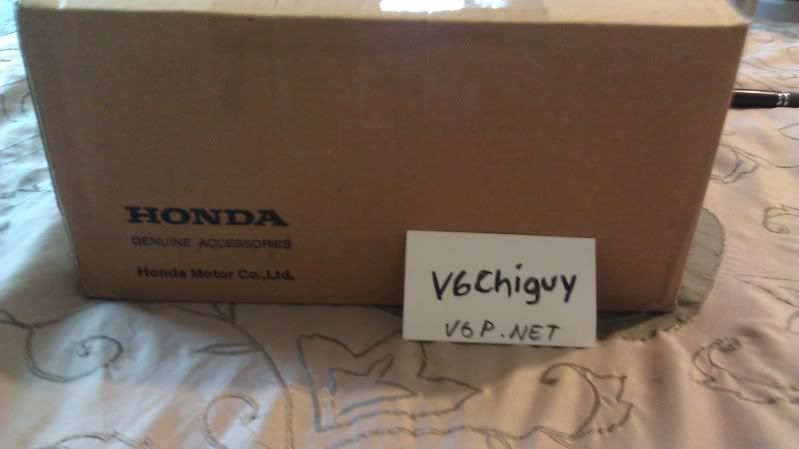 HONDA
GENUINE ACCESSORIES
Honda Motor Co.,Ltd.
V6Chiguy
V6P.NET